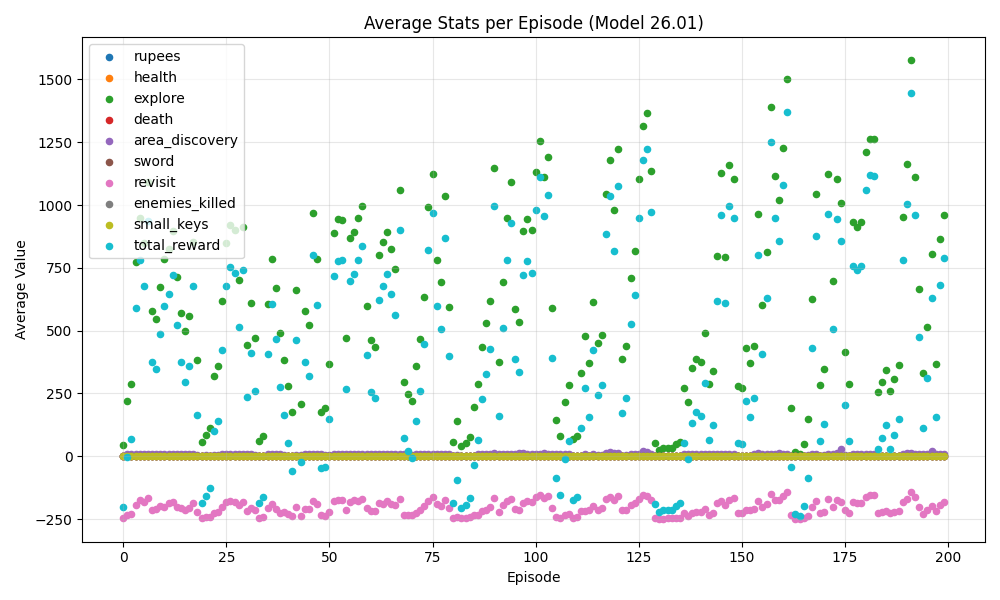 Average Stats per Episode (Model 26.01)
rupees
health
explore
death
area_discovery
sword
revisit
enemies_killed
small_keys
total_reward
Average Value
1500
1250
1000
750
500
250
0
−250
0 25 50 75 100 125 150 175 200
Episode